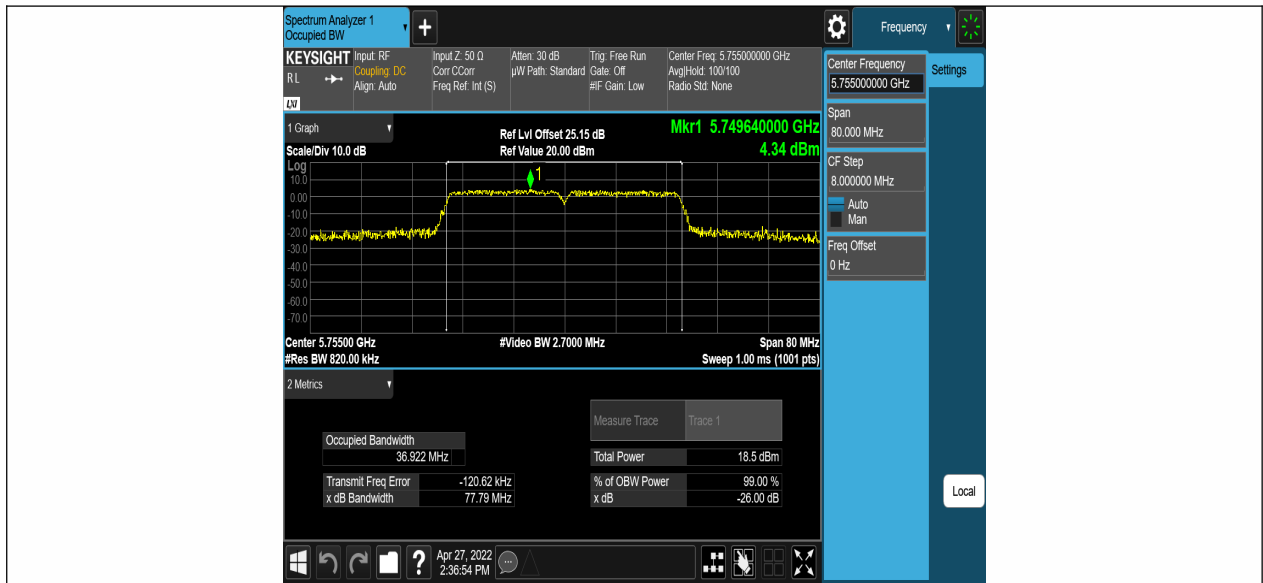 Spectrum Analyzer 1
Occupied BW
+
Frequency
KEYSIGHT
RL
LXI
Input: RF
Coupling: DC
Align: Auto
Input Z: 50 Ω
Corr CCorr
Freq Ref: Int (S)
Atten: 30 dB
µW Path: Standard
Trig: Free Run
Gate: Off
#IF Gain: Low
Center Freq: 5.755000000 GHz
Avg|Hold: 100/100
Radio Std: None
Center Frequency
5.755000000 GHz
Settings
Span
80.000 MHz
CF Step
8.000000 MHz
Auto
Man
Freq Offset
0 Hz
Local
1 Graph
Scale/Div 10.0 dB
Ref Lvl Offset 25.15 dB
Ref Value 20.00 dBm
Mkr1 5.749640000 GHz
4.34 dBm
Log
10.0
0.00
-10.0
-20.0
-30.0
-40.0
-50.0
-60.0
-70.0
1
Center 5.75500 GHz
#Video BW 2.7000 MHz
Span 80 MHz
#Res BW 820.00 kHz
Sweep 1.00 ms (1001 pts)
2 Metrics
Measure Trace
Trace 1
Occupied Bandwidth
36.922 MHz
Total Power
18.5 dBm
Transmit Freq Error
-120.62 kHz
% of OBW Power
99.00 %
x dB Bandwidth
77.79 MHz
x dB
-26.00 dB
?
Apr 27, 2022
2:36:54 PM